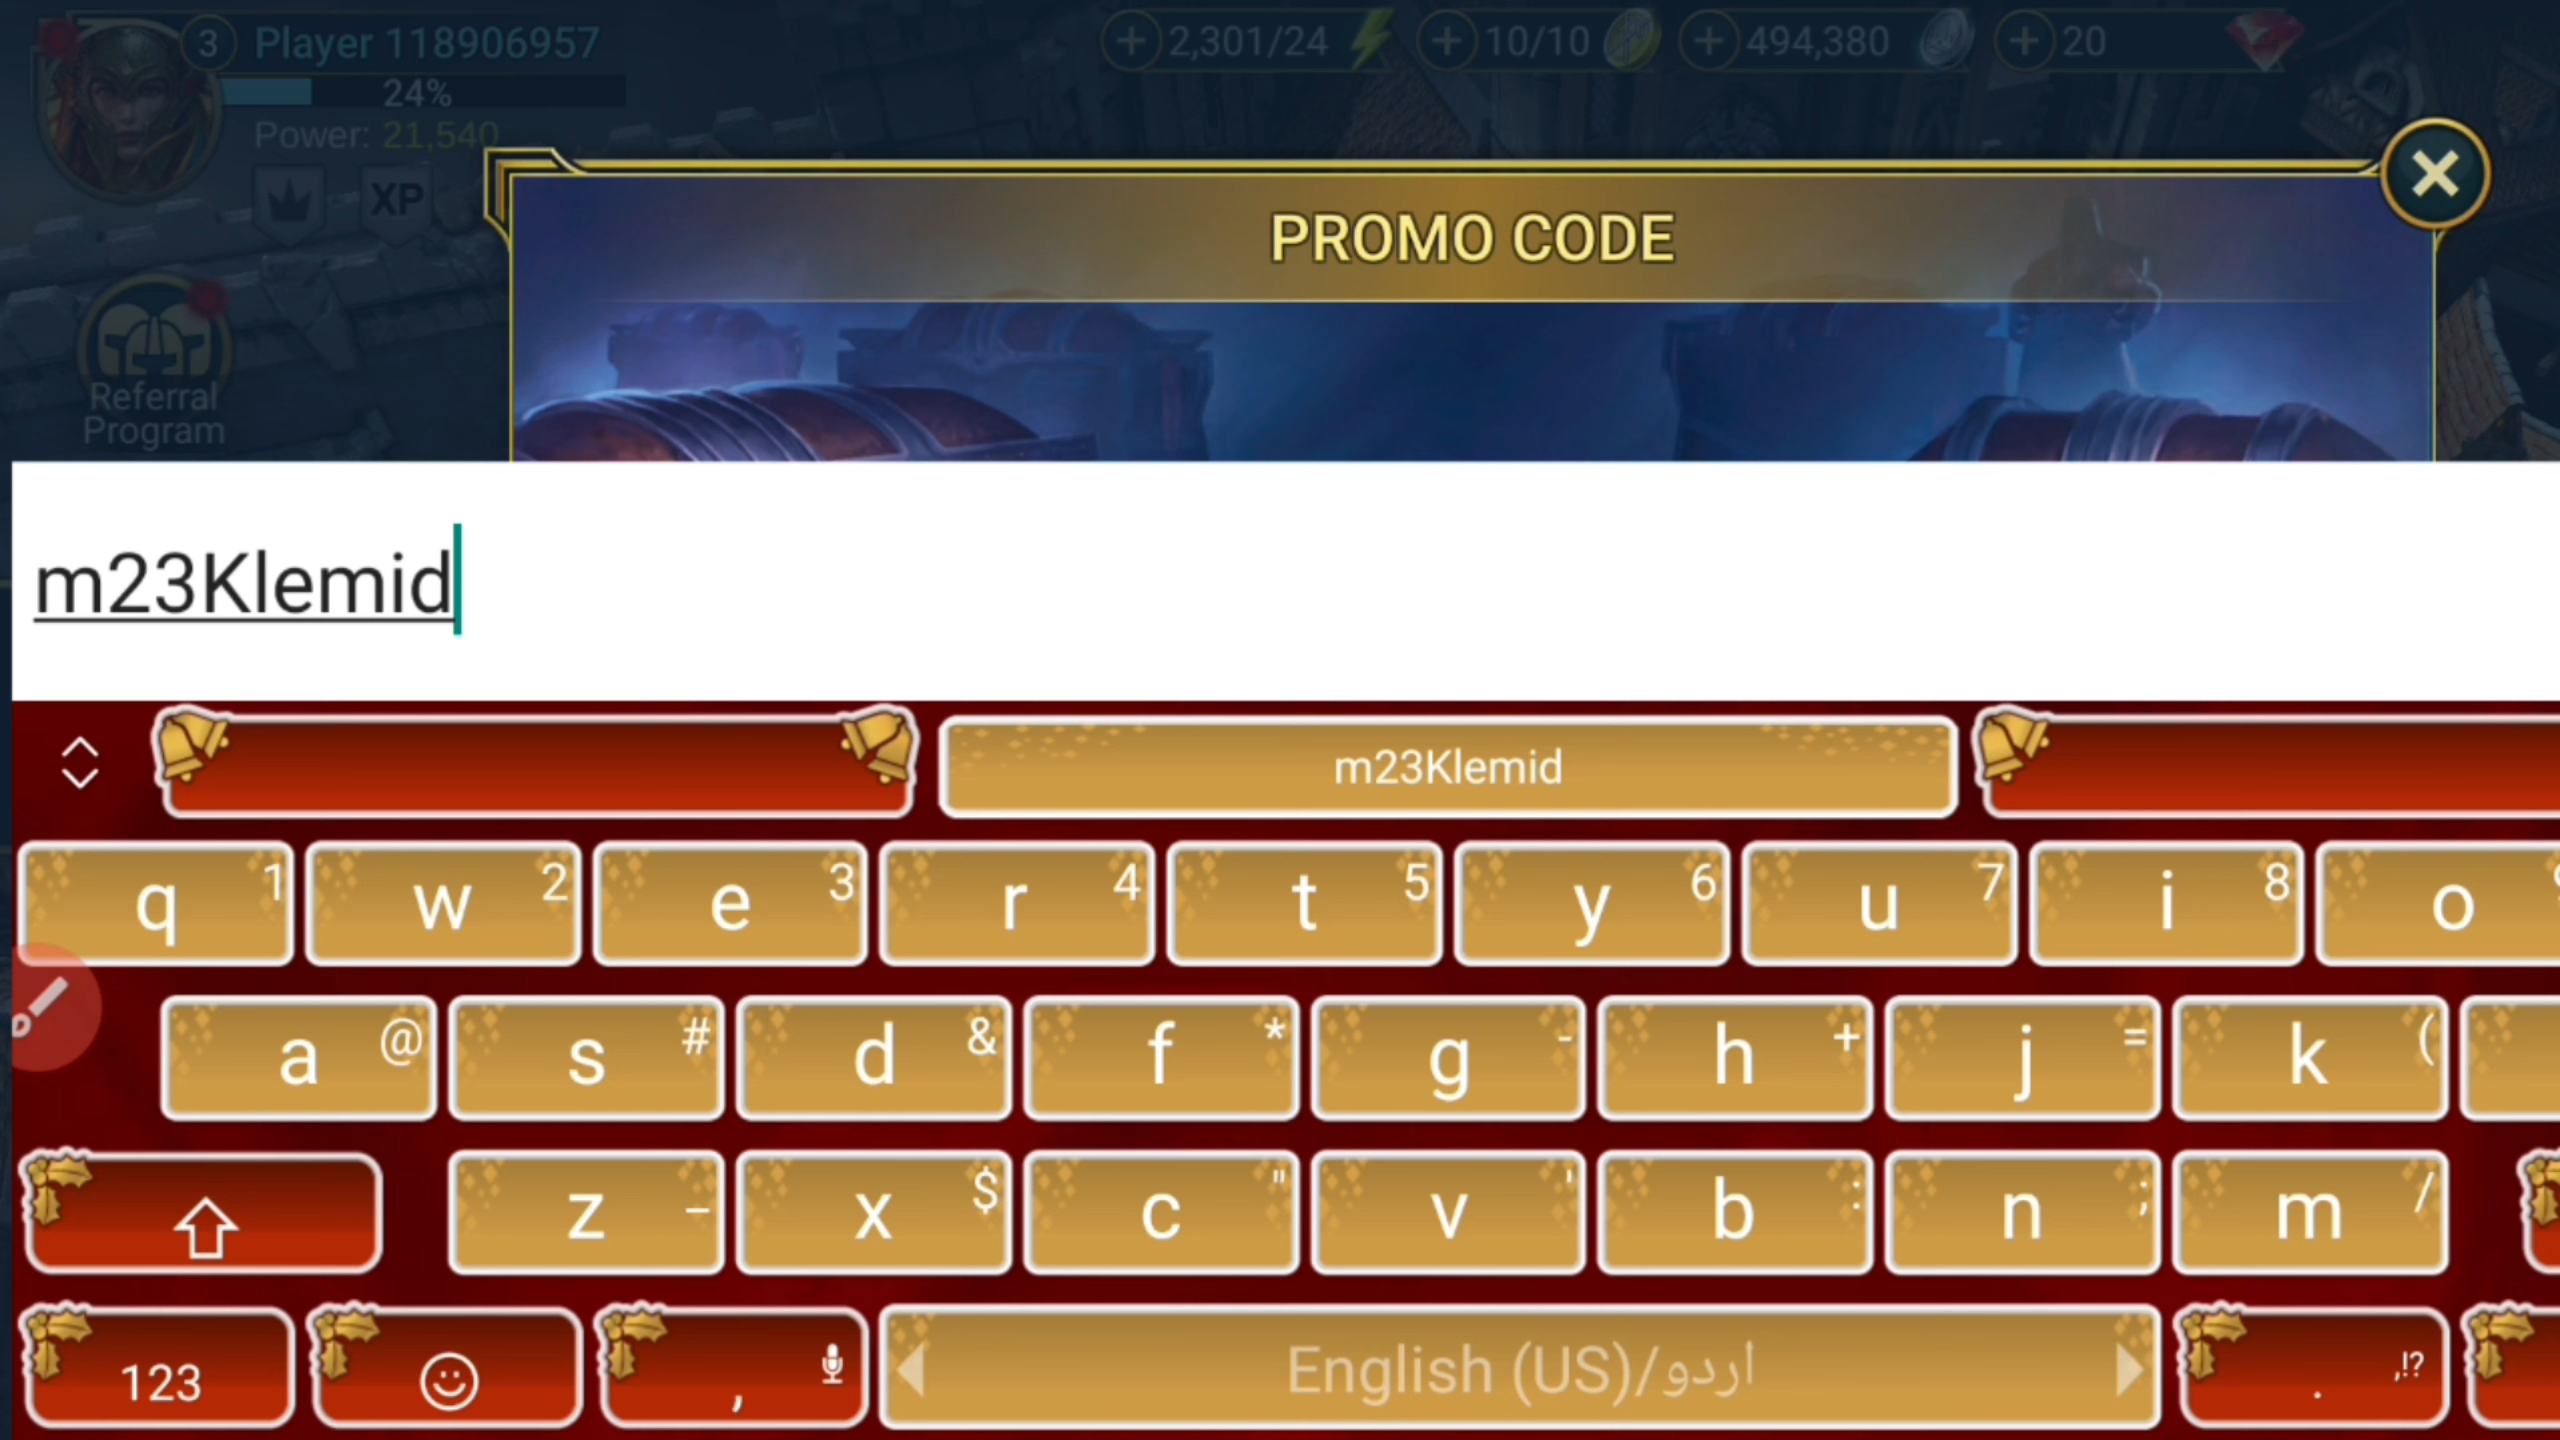 3 Player 118906957 2,301/24 10/10 494,380 20
24%
Power: 21,540
XP
PROMO CODE
Referral
Program
m23Klemid
m23Klemid
q 1 w 2 e 3 r 4 t 5 y 6 u 7 i 8 o
a @ s # d & f * g - h + j = k (
z _ x $ c " v ' b : n ; m /
123 , English (US)/اردو . ,!?